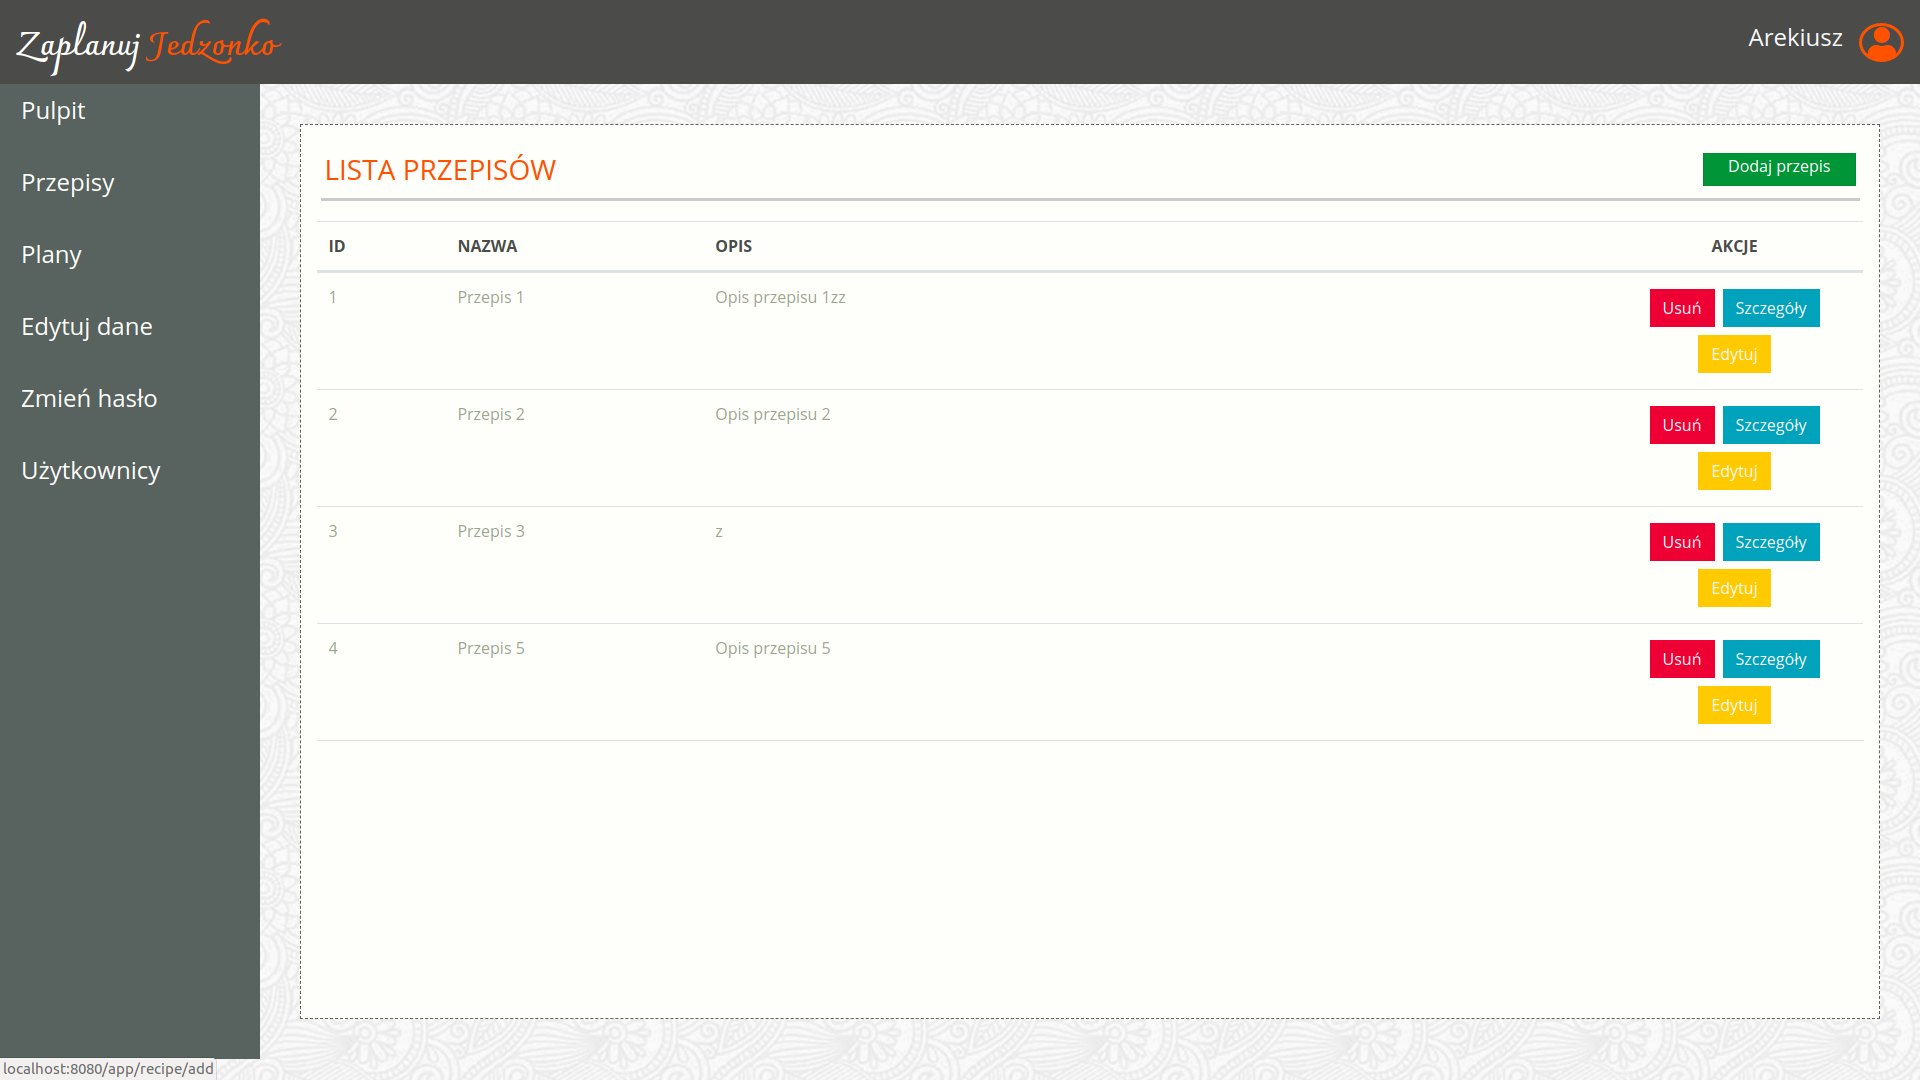 Zaplanuj Jedzonko
Arekiusz
Pulpit
Przepisy
Plany
Edytuj dane
Zmień hasło
Użytkownicy
LISTA PRZEPISÓW
Dodaj przepis
ID NAZWA OPIS AKCJE
1 Przepis 1 Opis przepisu 1zz Usuń Szczegóły
Edytuj
2 Przepis 2 Opis przepisu 2 Usuń Szczegóły
Edytuj
3 Przepis 3 z Usuń Szczegóły
Edytuj
4 Przepis 5 Opis przepisu 5 Usuń Szczegóły
Edytuj
localhost:8080/app/recipe/add